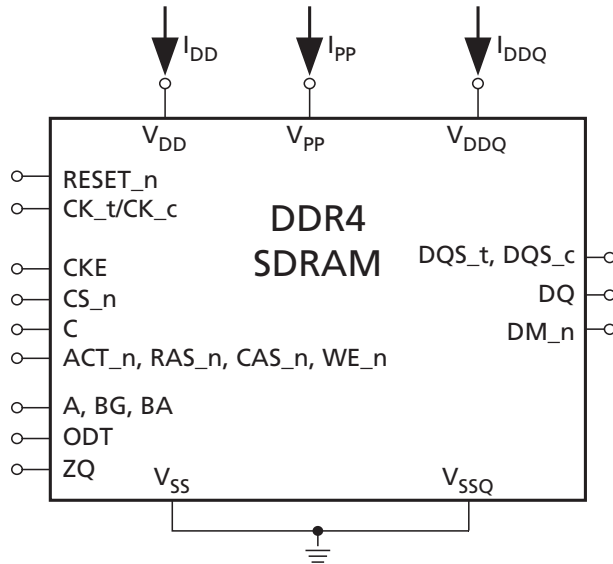 IDD
IPP
IDDQ
VDD
VPP
VDDQ
RESET_n
CK_t/CK_c
DDR4
SDRAM
DQS_t, DQS_c
CKE
CS_n
DQ
C
DM_n
ACT_n, RAS_n, CAS_n, WE_n
A, BG, BA
ODT
ZQ
VSS
VSSQ